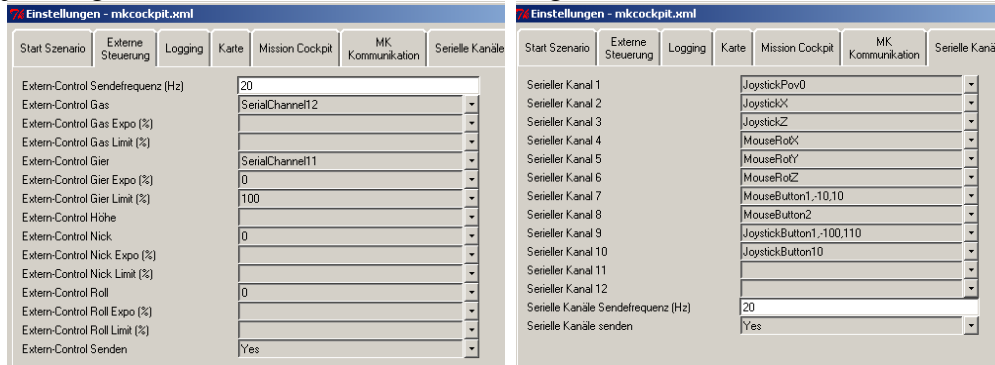 Einstellungen - mkcockpit.xml
Start Szenario
Externe Steuerung
Logging
Karte
Mission Cockpit
MK Kommunikation
Serielle Kanäle
Extern-Control Sendefrequenz (Hz) 20
Extern-Control Gas SerialChannel12
Extern-Control Gas Expo (%)
Extern-Control Gas Limit (%)
Extern-Control Gier SerialChannel11
Extern-Control Gier Expo (%) 0
Extern-Control Gier Limit (%) 100
Extern-Control Höhe
Extern-Control Nick 0
Extern-Control Nick Expo (%)
Extern-Control Nick Limit (%)
Extern-Control Roll 0
Extern-Control Roll Expo (%)
Extern-Control Roll Limit (%)
Extern-Control Senden Yes
Einstellungen - mkcockpit.xml
Start Szenario
Externe Steuerung
Logging
Karte
Mission Cockpit
MK Kommunikation
Serielle Kanä
Serieller Kanal 1 JoystickPov0
Serieller Kanal 2 JoystickX
Serieller Kanal 3 JoystickZ
Serieller Kanal 4 MouseRotX
Serieller Kanal 5 MouseRotY
Serieller Kanal 6 MouseRotZ
Serieller Kanal 7 MouseButton1,-10,10
Serieller Kanal 8 MouseButton2
Serieller Kanal 9 JoystickButton1,-100,110
Serieller Kanal 10 JoystickButton10
Serieller Kanal 11
Serieller Kanal 12
Serielle Kanäle Sendefrequenz (Hz) 20
Serielle Kanäle senden Yes